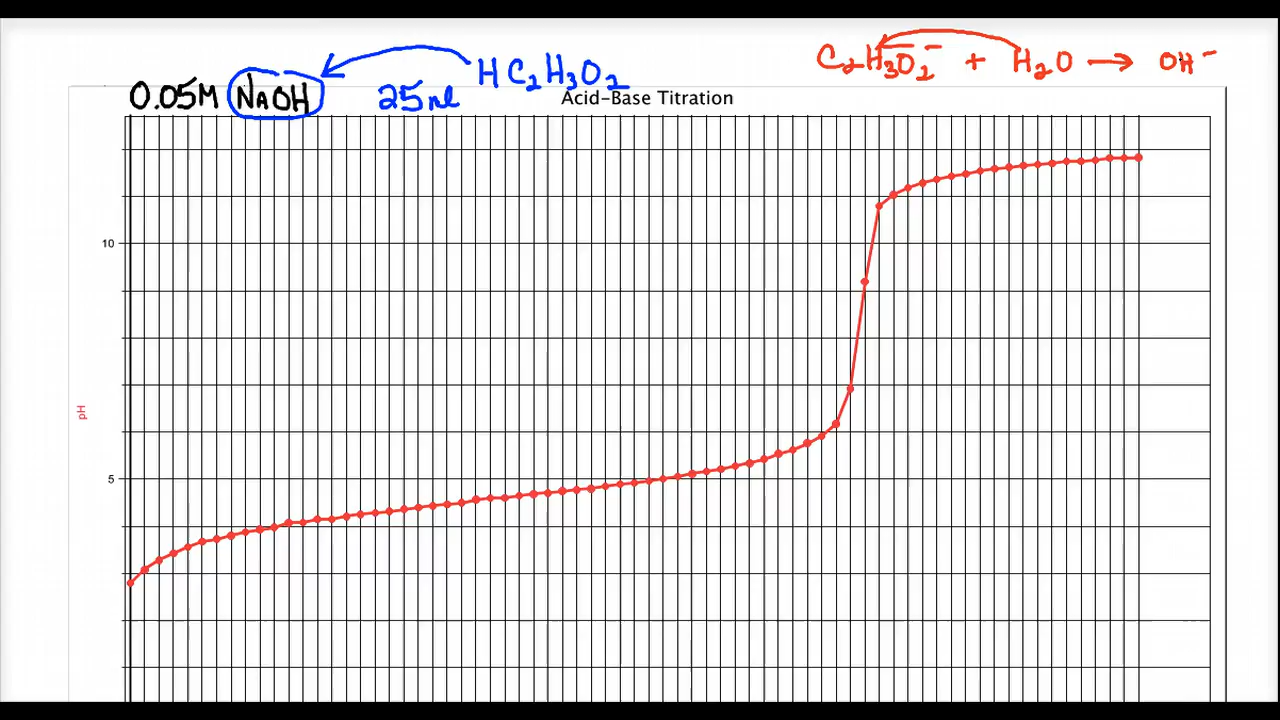 C₂H₃O₂⁻ + H₂O → OH⁻
0.05M NaOH 25ml HC₂H₃O₂
Acid-Base Titration
10
pH
5